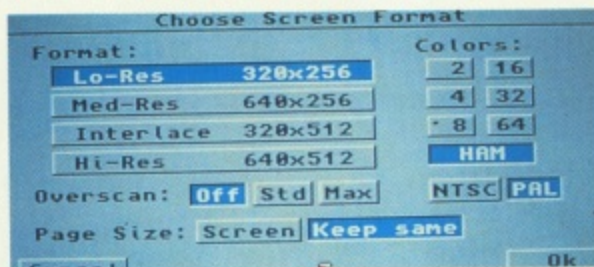 Choose Screen Format
Format:
Colors:
Lo-Res 320x256
2 16
Med-Res 640x256
4 32
Interlace 320x512
8 64
Hi-Res 640x512
HAM
Overscan: Off Std Max
NTSC PAL
Page Size: Screen Keep same
Ok